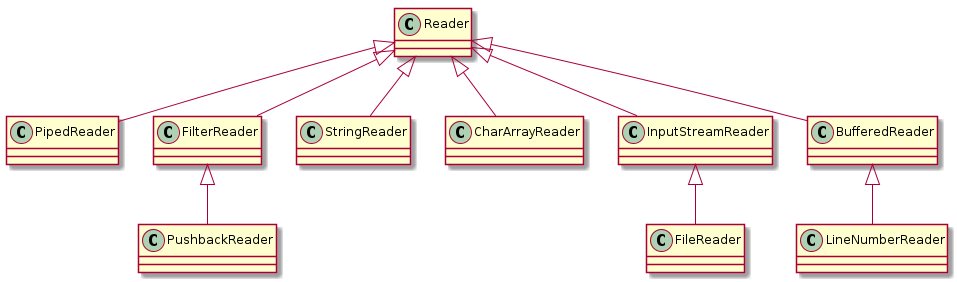 C Reader
C PipedReader
C FilterReader
C StringReader
C CharArrayReader
C InputStreamReader
C BufferedReader
C PushbackReader
C FileReader
C LineNumberReader